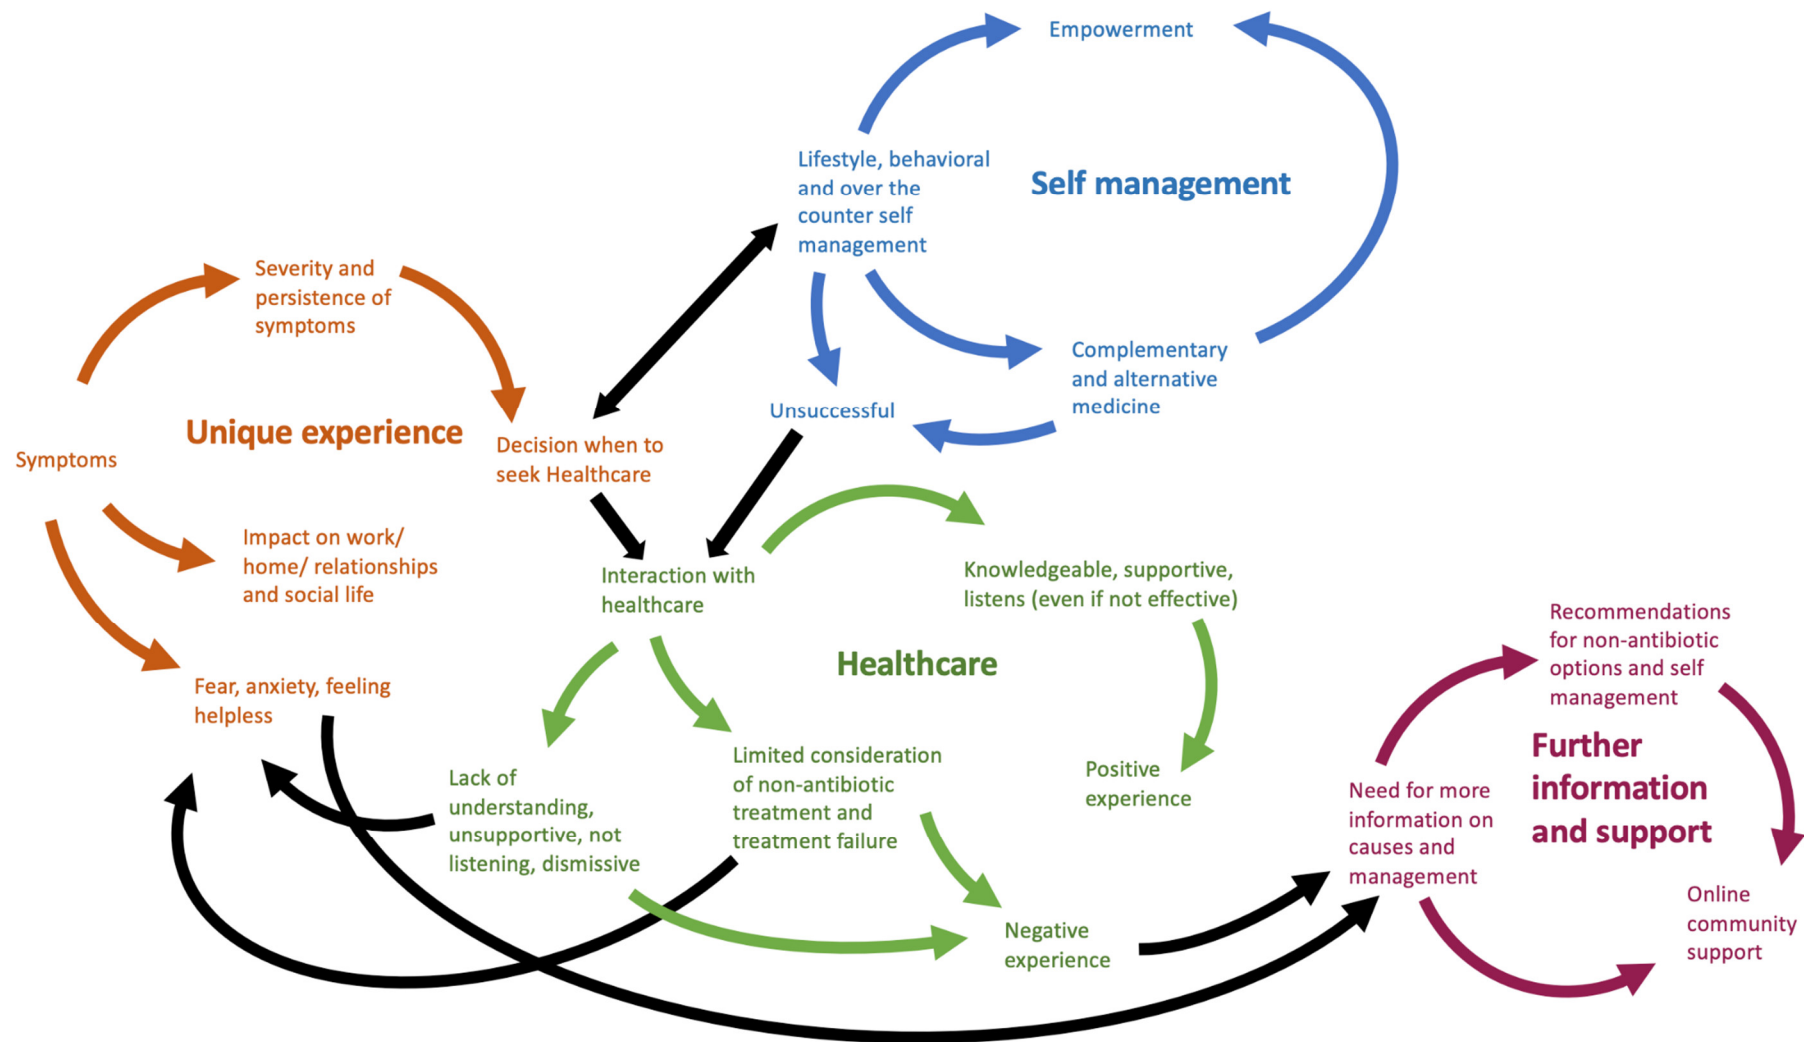 Empowerment
Lifestyle, behavioral
and over the
counter self
management
Self management
Severity and
persistence of
symptoms
Complementary
and alternative
medicine
Unsuccessful
Unique experience
Symptoms
Decision when to
seek Healthcare
Impact on work/
home/ relationships
and social life
Interaction with
healthcare
Knowledgeable, supportive,
listens (even if not effective)
Healthcare
Fear, anxiety, feeling
helpless
Lack of
understanding,
unsupportive, not
listening, dismissive
Limited consideration
of non-antibiotic
treatment and
treatment failure
Positive
experience
Negative
experience
Recommendations
for non-antibiotic
options and self
management
Further
information
and support
Need for more
information on
causes and
management
Online
community
support